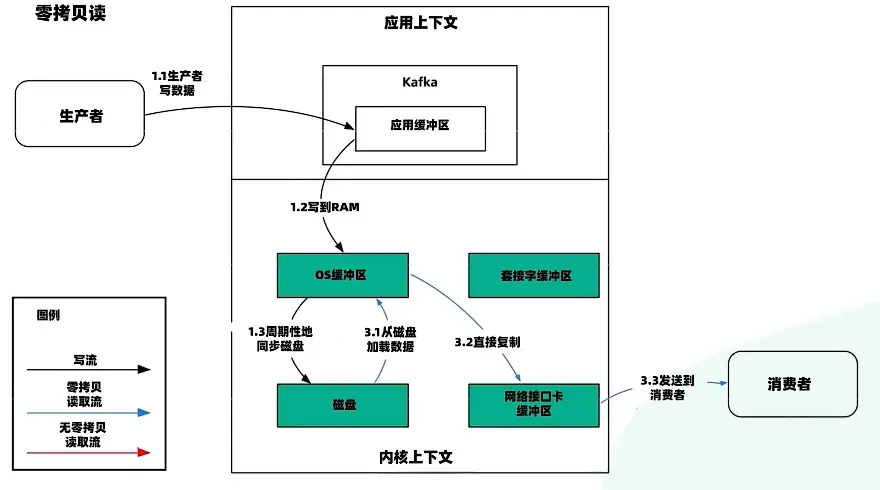 零拷贝读
应用上下文
Kafka
应用缓冲区
生产者
1.1生产者
写数据
1.2写到RAM
OS缓冲区
套接字缓冲区
1.3周期性地
同步磁盘
3.1从磁盘
加载数据
3.2直接复制
磁盘
网络接口卡
缓冲区
3.3发送到
消费者
消费者
内核上下文
图例
写流
零拷贝
读取流
无零拷贝
读取流